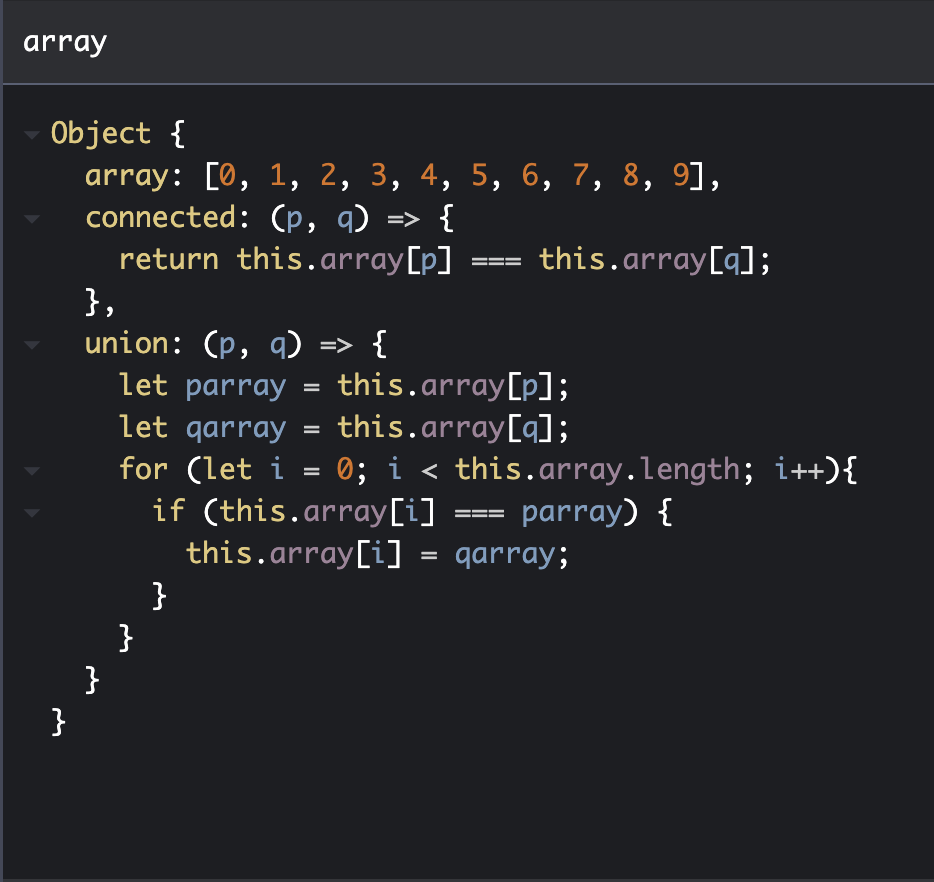 array
Object {
  array: [0, 1, 2, 3, 4, 5, 6, 7, 8, 9],
  connected: (p, q) => {
    return this.array[p] === this.array[q];
  },
  union: (p, q) => {
    let parray = this.array[p];
    let qarray = this.array[q];
    for (let i = 0; i < this.array.length; i++){
      if (this.array[i] === parray) {
        this.array[i] = qarray;
      }
    }
  }
}